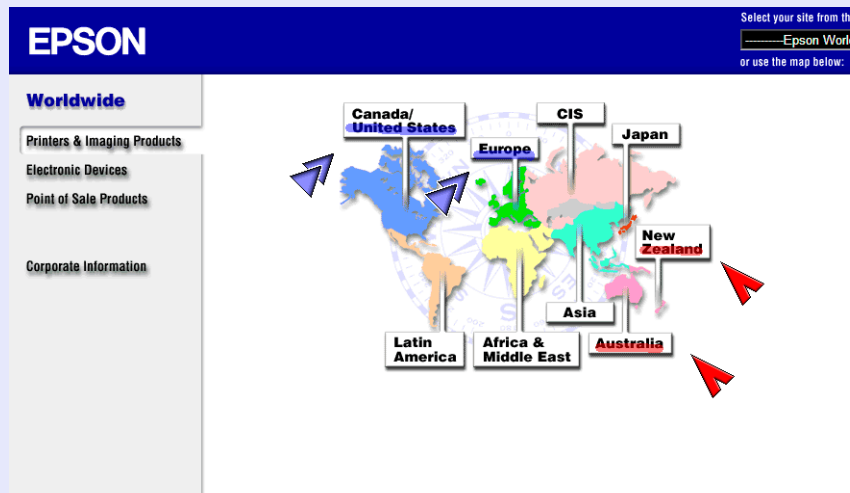 Select your site from th
EPSON
----------Epson Worl
or use the map below:
Worldwide
Printers & Imaging Products
Electronic Devices
Point of Sale Products
Corporate Information
Canada/
United States
CIS
Europe
Japan
New
Zealand
Asia
Latin
America
Africa &
Middle East
Australia